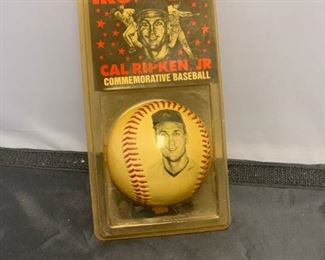 CAL RIPKEN, JR
COMMEMORATIVE BASEBALL